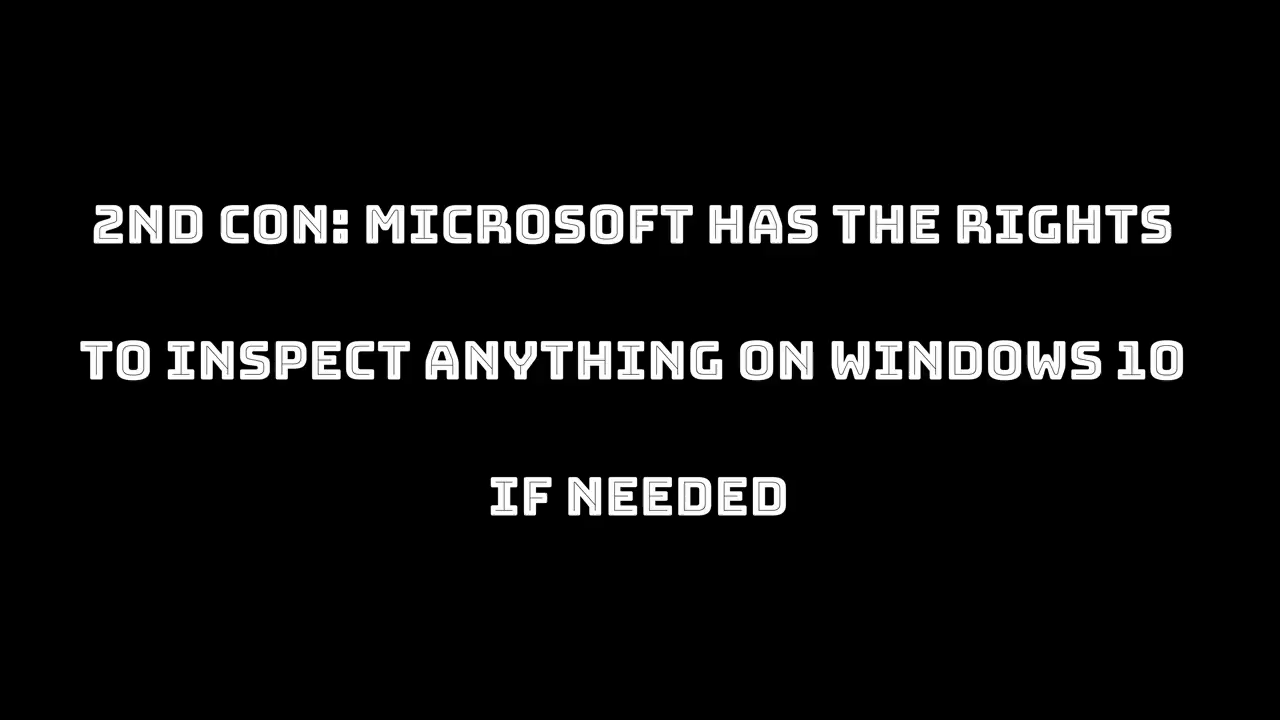 2ND CON: MICROSOFT HAS THE RIGHTS
TO INSPECT ANYTHING ON WINDOWS 10
IF NEEDED